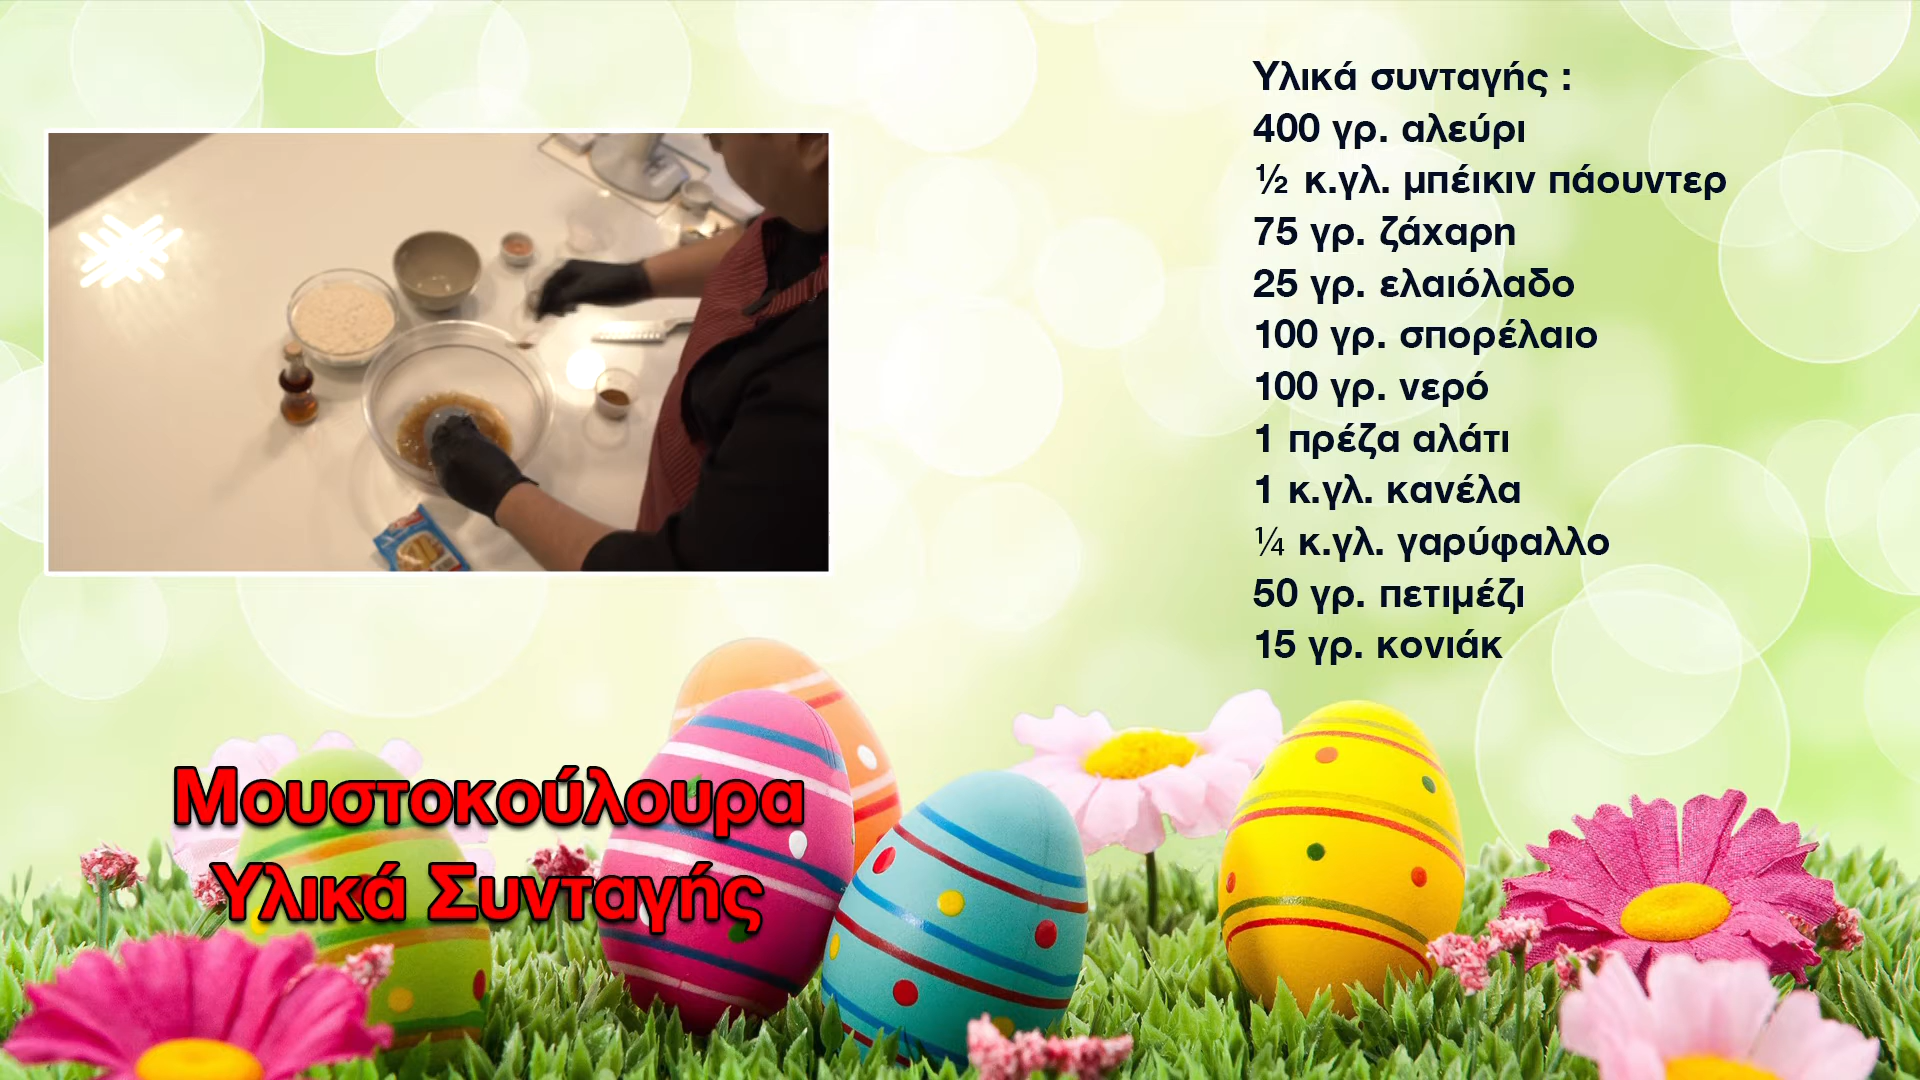 Υλικά συνταγής :
400 γρ. αλεύρι
½ κ.γλ. μπέικιν πάουντερ
75 γρ. ζάχαρη
25 γρ. ελαιόλαδο
100 γρ. σπορέλαιο
100 γρ. νερό
1 πρέζα αλάτι
1 κ.γλ. κανέλα
¼ κ.γλ. γαρύφαλλο
50 γρ. πετιμέζι
15 γρ. κονιάκ
Μουστοκούλουρα
Υλικά Συνταγής